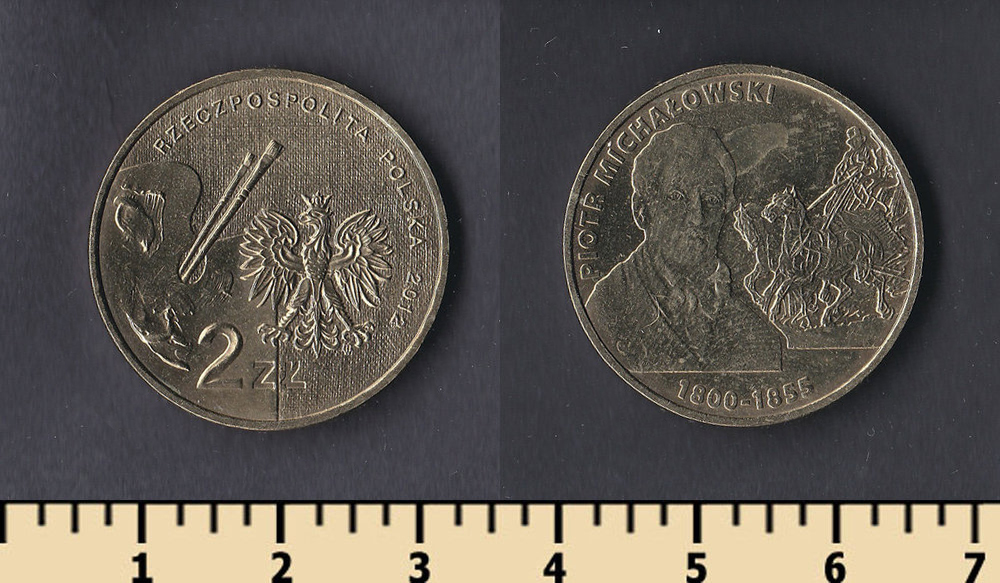 RZECZPOSPOLITA POLSKA 2012
2 ZŁ
PIOTR MICHAŁOWSKI
1800-1855
1 2 3 4 5 6 7